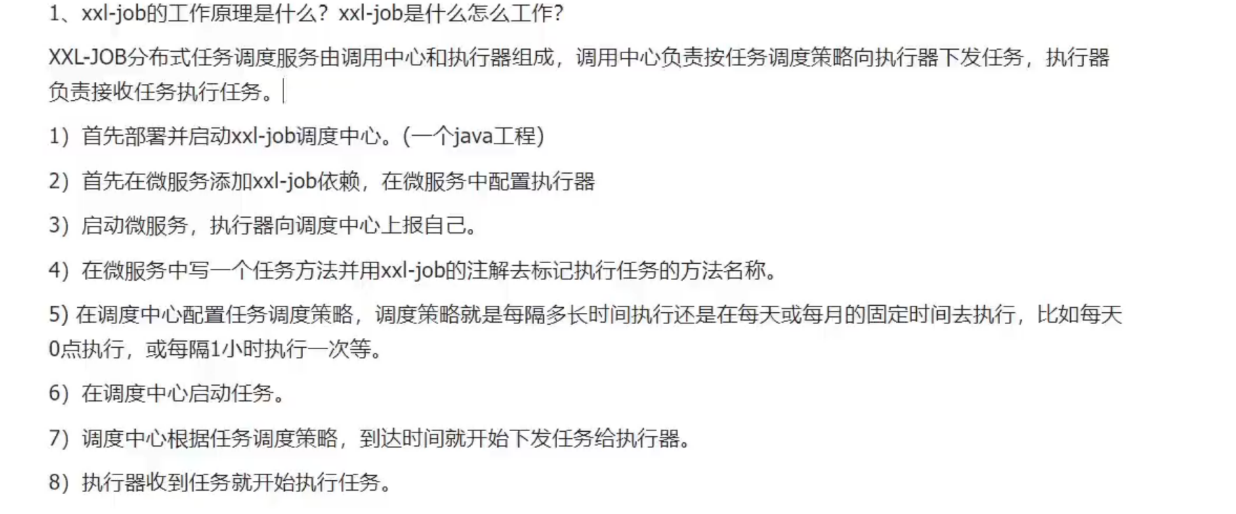 1、xxl-job的工作原理是什么？xxl-job是什么怎么工作？
XXL-JOB分布式任务调度服务由调用中心和执行器组成，调用中心负责按任务调度策略向执行器下发任务，执行器
负责接收任务执行任务。
1）首先部署并启动xxl-job调度中心。(一个java工程)
2）首先在微服务添加xxl-job依赖，在微服务中配置执行器
3）启动微服务，执行器向调度中心上报自己。
4）在微服务中写一个任务方法并用xxl-job的注解去标记执行任务的方法名称。
5) 在调度中心配置任务调度策略，调度策略就是每隔多长时间执行还是在每天或每月的固定时间去执行，比如每天
0点执行，或每隔1小时执行一次等。
6）在调度中心启动任务。
7）调度中心根据任务调度策略，到达时间就开始下发任务给执行器。
8）执行器收到任务就开始执行任务。